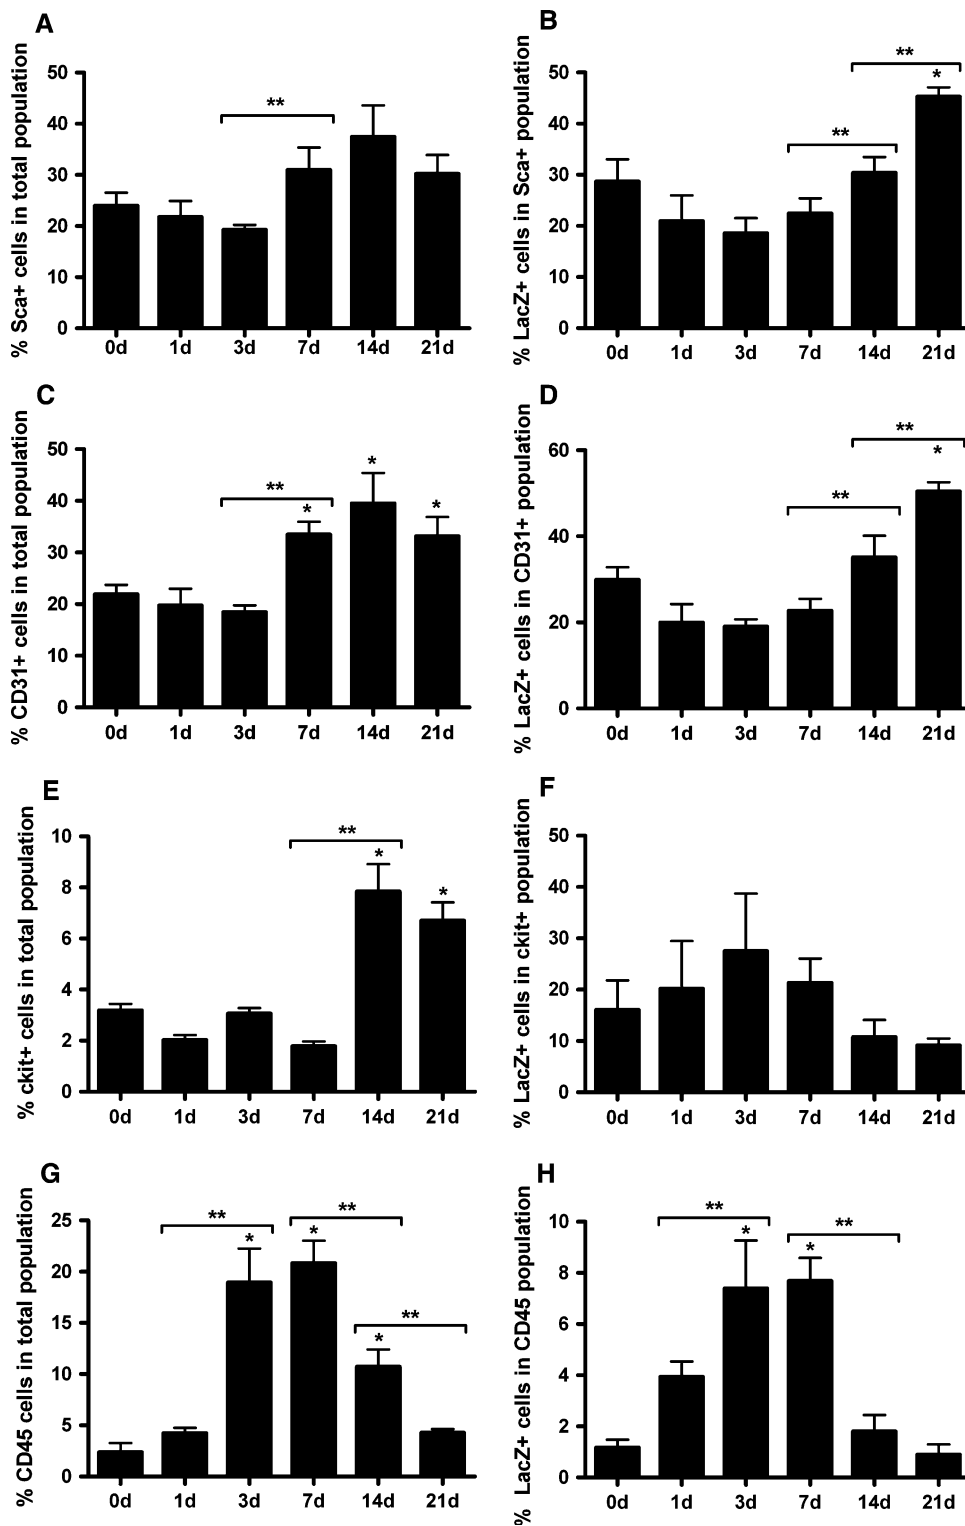 A
% Sca+ cells in total population
50
40
30
20
10
0
**
0d 1d 3d 7d 14d 21d
B
% LacZ+ cells in Sca+ population
50
40
30
20
10
0
**
**
*
0d 1d 3d 7d 14d 21d
C
% CD31+ cells in total population
50
40
30
20
10
0
**
*
*
*
0d 1d 3d 7d 14d 21d
D
% LacZ+ cells in CD31+ population
60
40
20
0
**
**
*
0d 1d 3d 7d 14d 21d
E
% ckit+ cells in total population
10
8
6
4
2
0
**
*
*
0d 1d 3d 7d 14d 21d
F
% LacZ+ cells in ckit+ population
50
40
30
20
10
0
0d 1d 3d 7d 14d 21d
G
% CD45 cells in total population
25
20
15
10
5
0
**
*
**
*
**
*
0d 1d 3d 7d 14d 21d
H
% LacZ+ cells in CD45 population
10
8
6
4
2
0
**
*
**
*
0d 1d 3d 7d 14d 21d